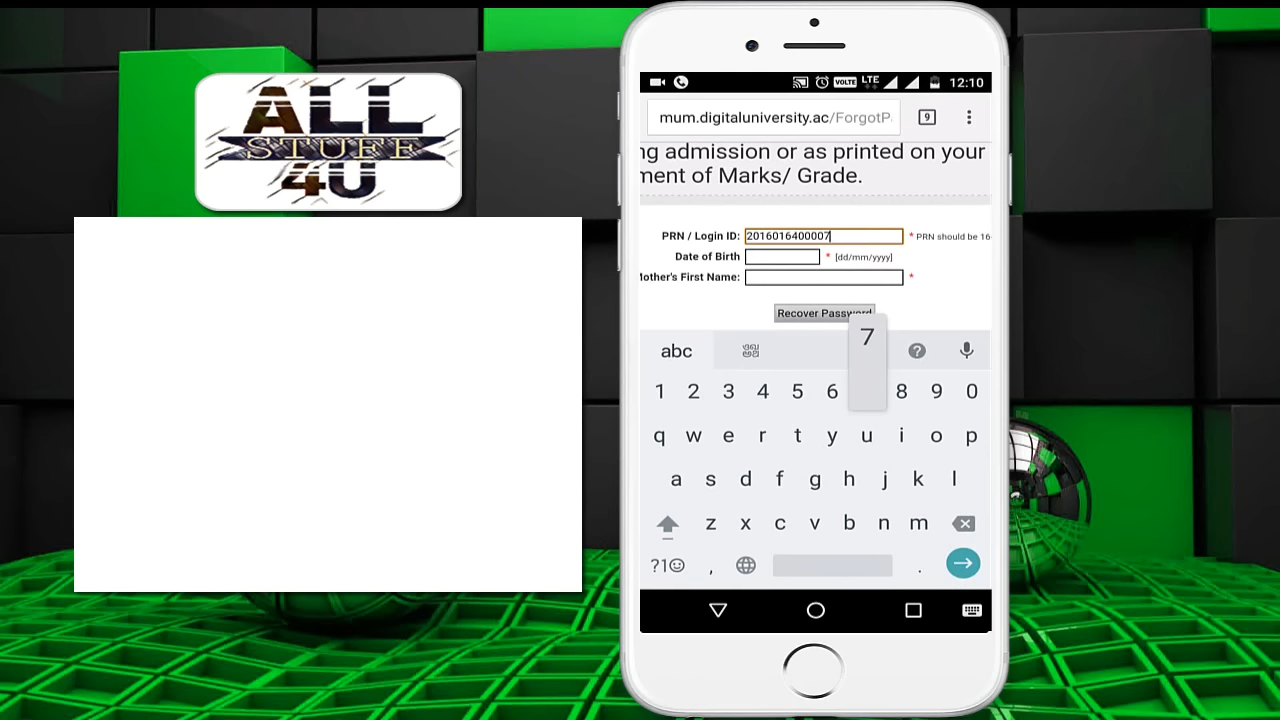 ALL
STUFF
4U
VOLTE LTE 12:10
mum.digitaluniversity.ac/ForgotP 9
ng admission or as printed on your
ment of Marks/ Grade.
PRN / Login ID: 2016016400007 * PRN should be 16
Date of Birth * [dd/mm/yyyy]
Mother's First Name: *
Recover Password
7
abc
1 2 3 4 5 6 8 9 0
q w e r t y u i o p
a s d f g h j k l
z x c v b n m
?1☺ , .